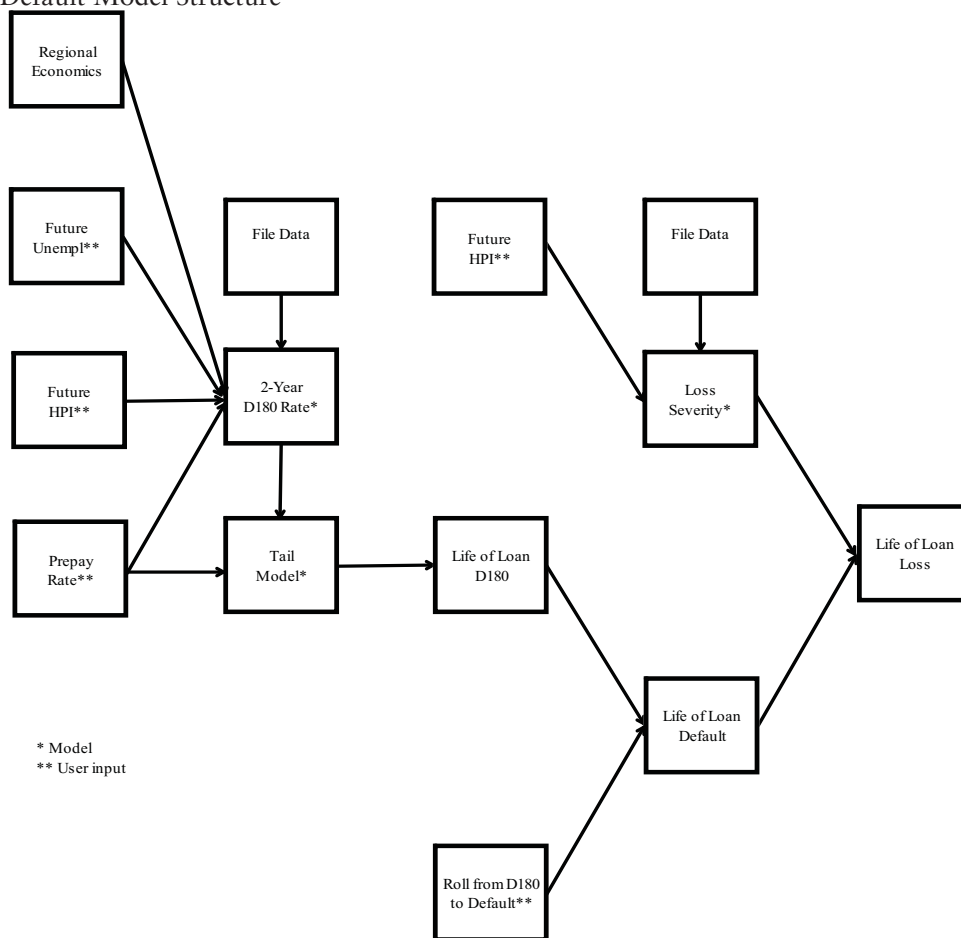 Default Model Structure
Regional
Economics
Future
Unempl**
File Data
Future
HPI**
File Data
Future
HPI**
2-Year
D180 Rate*
Loss
Severity*
Prepay
Rate**
Tail
Model*
Life of Loan
D180
Life of Loan
Loss
Life of Loan
Default
* Model
** User input
Roll from D180
to Default**